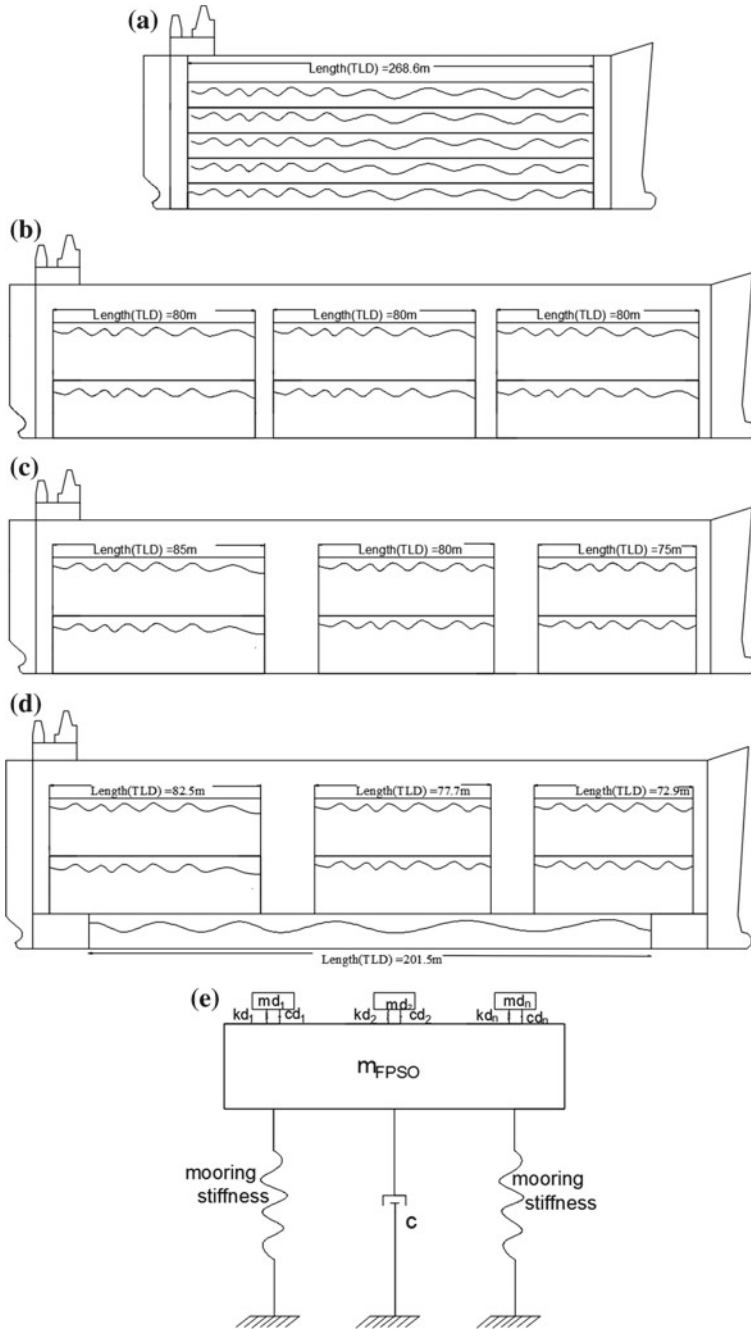 (a)
Length(TLD) =268.6m
(b)
Length(TLD) =80m Length(TLD) =80m Length(TLD) =80m
(c)
Length(TLD) =85m Length(TLD) =80m Length(TLD) =75m
(d)
Length(TLD) =82.5m Length(TLD) =77.7m Length(TLD) =72.9m
Length(TLD) =201.5m
(e)
md1 md2 mdn
kd1 cd1 kd2 cd2 kdn cdn
mFPSO
mooring stiffness
mooring stiffness
c